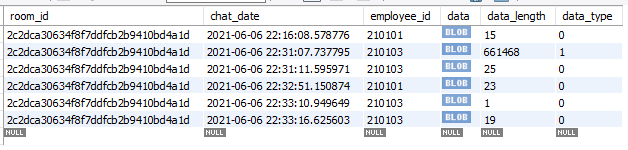 room_id chat_date employee_id data data_length data_type
2c2dca30634f8f7ddfcb2b9410bd4a1d 2021-06-06 22:16:08.578776 210101 BLOB 15 0
2c2dca30634f8f7ddfcb2b9410bd4a1d 2021-06-06 22:31:07.737795 210103 BLOB 661468 1
2c2dca30634f8f7ddfcb2b9410bd4a1d 2021-06-06 22:31:11.595971 210103 BLOB 25 0
2c2dca30634f8f7ddfcb2b9410bd4a1d 2021-06-06 22:32:51.150874 210101 BLOB 23 0
2c2dca30634f8f7ddfcb2b9410bd4a1d 2021-06-06 22:33:10.949649 210103 BLOB 1 0
2c2dca30634f8f7ddfcb2b9410bd4a1d 2021-06-06 22:33:16.625603 210103 BLOB 19 0
NULL NULL NULL NULL NULL NULL